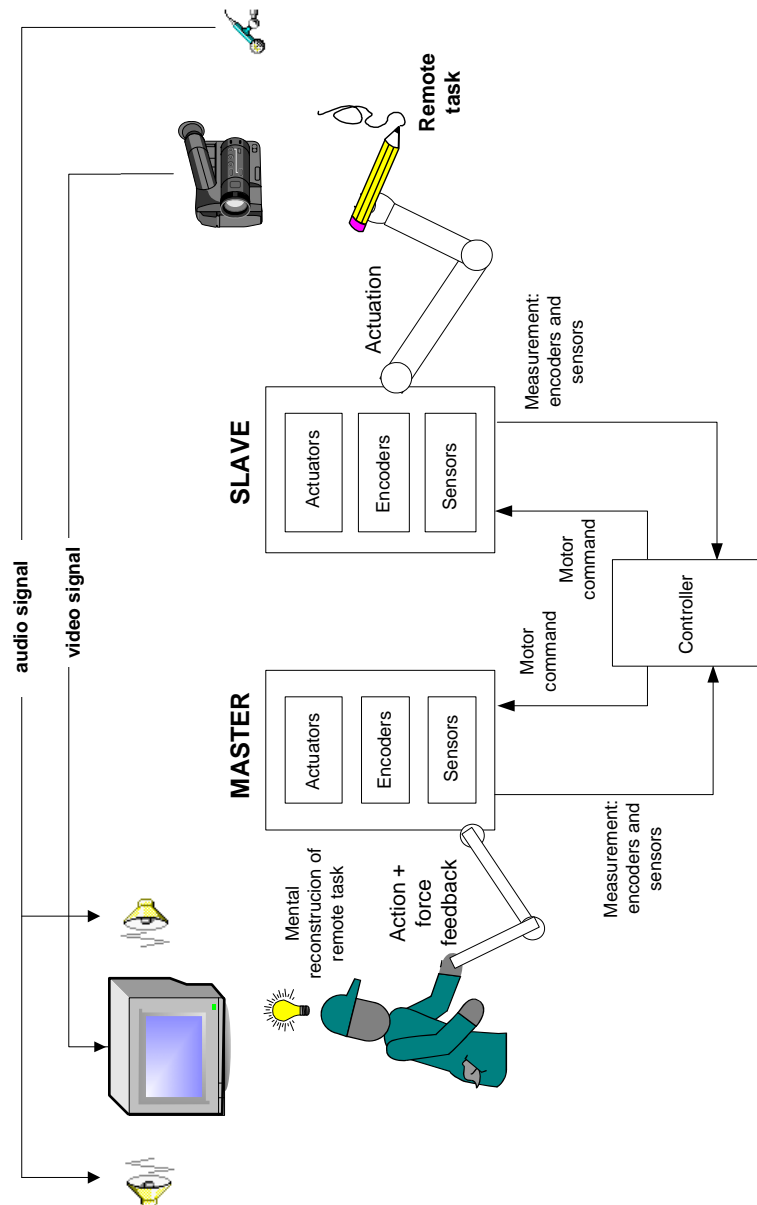 audio signal
video signal
Mental
reconstrucion of
remote task
Action +
force
feedback
MASTER
Actuators
Encoders
Sensors
SLAVE
Actuators
Encoders
Sensors
Actuation
Remote
task
Motor
command
Motor
command
Measurement:
encoders and
sensors
Measurement:
encoders and
sensors
Controller